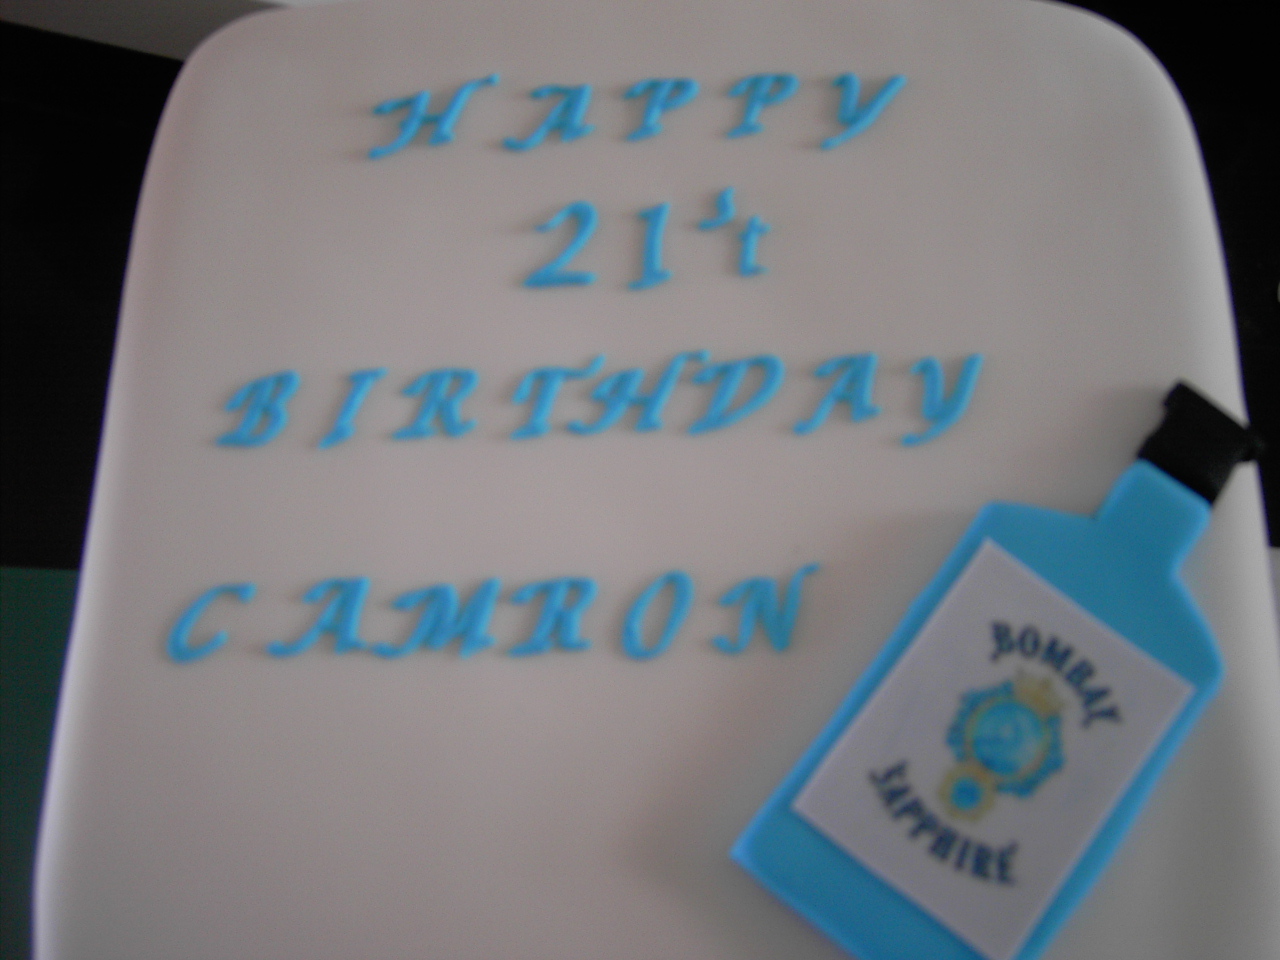 HAPPY
21st
BIRTHDAY
CAMRON
BOMBAY
SAPPHIRE